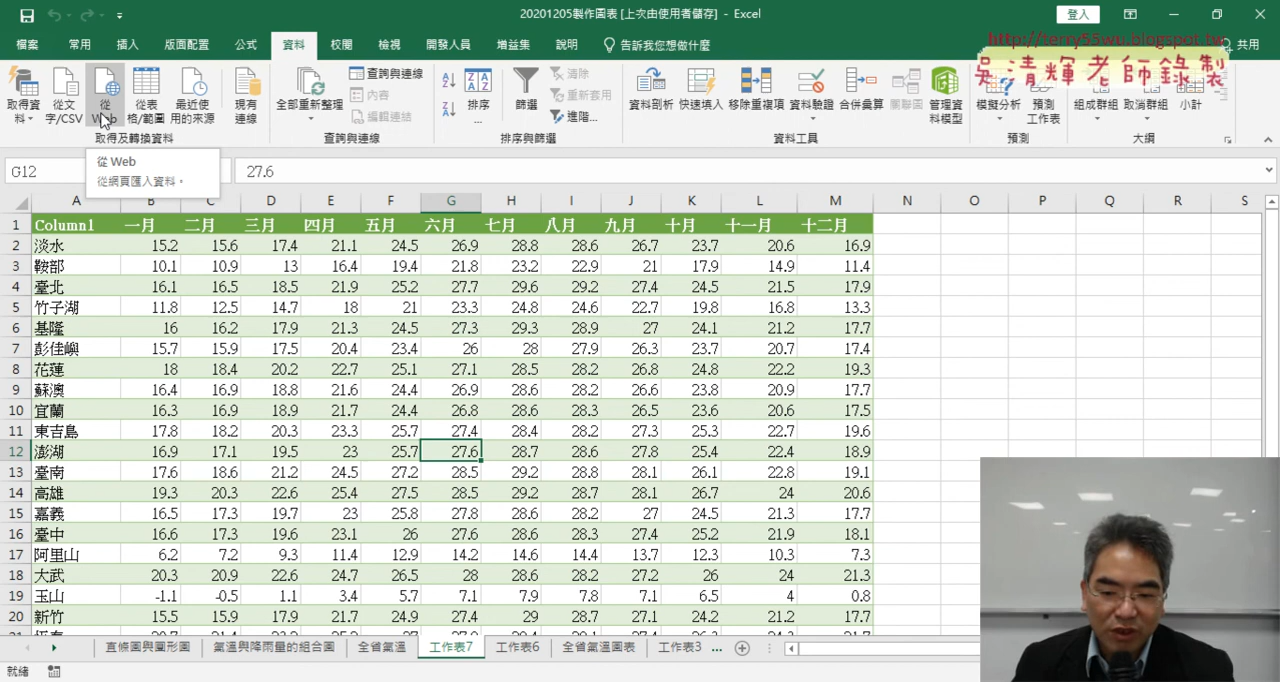 20201205製作圖表 [上次由使用者儲存] - Excel
登入
檔案 常用 插入 版面配置 公式 資料 校閱 檢視 開發人員 增益集 說明 告訴我您想做什麼 共用
http://terry55wu.blogspot.tw
吳清輝老師錄製
取得資料 從文字/CSV 從 Web 從表格/範圍 最近使用的來源 現有連線
全部重新整理 查詢與連線 內容 編輯連結
排序 篩選 清除 重新套用 進階...
資料剖析 快速填入 移除重複項 資料驗證 合併彙算 關聯圖 管理資料模型
模擬分析 預測工作表 組成群組 取消群組 小計
取得及轉換資料 查詢與連線 排序與篩選 資料工具 預測 大綱
G12 27.6
從 Web
從網頁匯入資料。
A B C D E F G H I J K L M N O P Q R S
1 Column1 一月 二月 三月 四月 五月 六月 七月 八月 九月 十月 十一月 十二月
2 淡水 15.2 15.6 17.4 21.1 24.5 26.9 28.8 28.6 26.7 23.7 20.6 16.9
3 鞍部 10.1 10.9 13 16.4 19.4 21.8 23.2 22.9 21 17.9 14.9 11.4
4 臺北 16.1 16.5 18.5 21.9 25.2 27.7 29.6 29.2 27.4 24.5 21.5 17.9
5 竹子湖 11.8 12.5 14.7 18 21 23.3 24.8 24.6 22.7 19.8 16.8 13.3
6 基隆 16 16.2 17.9 21.3 24.5 27.3 29.3 28.9 27 24.1 21.2 17.7
7 彭佳嶼 15.7 15.9 17.5 20.4 23.4 26 28 27.9 26.3 23.7 20.7 17.4
8 花蓮 18 18.4 20.2 22.7 25.1 27.1 28.5 28.2 26.8 24.8 22.2 19.3
9 蘇澳 16.4 16.9 18.8 21.6 24.4 26.9 28.6 28.2 26.6 23.8 20.9 17.7
10 宜蘭 16.3 16.9 18.9 21.7 24.4 26.8 28.6 28.3 26.5 23.6 20.6 17.5
11 東吉島 17.8 18.2 20.3 23.3 25.7 27.4 28.4 28.2 27.3 25.3 22.7 19.6
12 澎湖 16.9 17.1 19.5 23 25.7 27.6 28.7 28.6 27.8 25.4 22.4 18.9
13 臺南 17.6 18.6 21.2 24.5 27.2 28.5 29.2 28.8 28.1 26.1 22.8 19.1
14 高雄 19.3 20.3 22.6 25.4 27.5 28.5 29.2 28.7 28.1 26.7 24 20.6
15 嘉義 16.5 17.3 19.7 23 25.8 27.8 28.6 28.2 27 24.5 21.3 17.7
16 臺中 16.6 17.3 19.6 23.1 26 27.6 28.6 28.3 27.4 25.2 21.9 18.1
17 阿里山 6.2 7.2 9.3 11.4 12.9 14.2 14.6 14.4 13.7 12.3 10.3 7.3
18 大武 20.3 20.9 22.6 24.7 26.5 28 28.6 28.2 27.2 26 24 21.3
19 玉山 -1.1 -0.5 1.1 3.4 5.7 7.1 7.9 7.8 7.1 6.5 4 0.8
20 新竹 15.5 15.9 17.9 21.7 24.9 27.4 29 28.7 27.1 24.2 21.2 17.7
直條圖與圓形圖 氣溫與降雨量的組合圖 全省氣溫 工作表7 工作表6 全省氣溫圖表 工作表3 ...
就緒